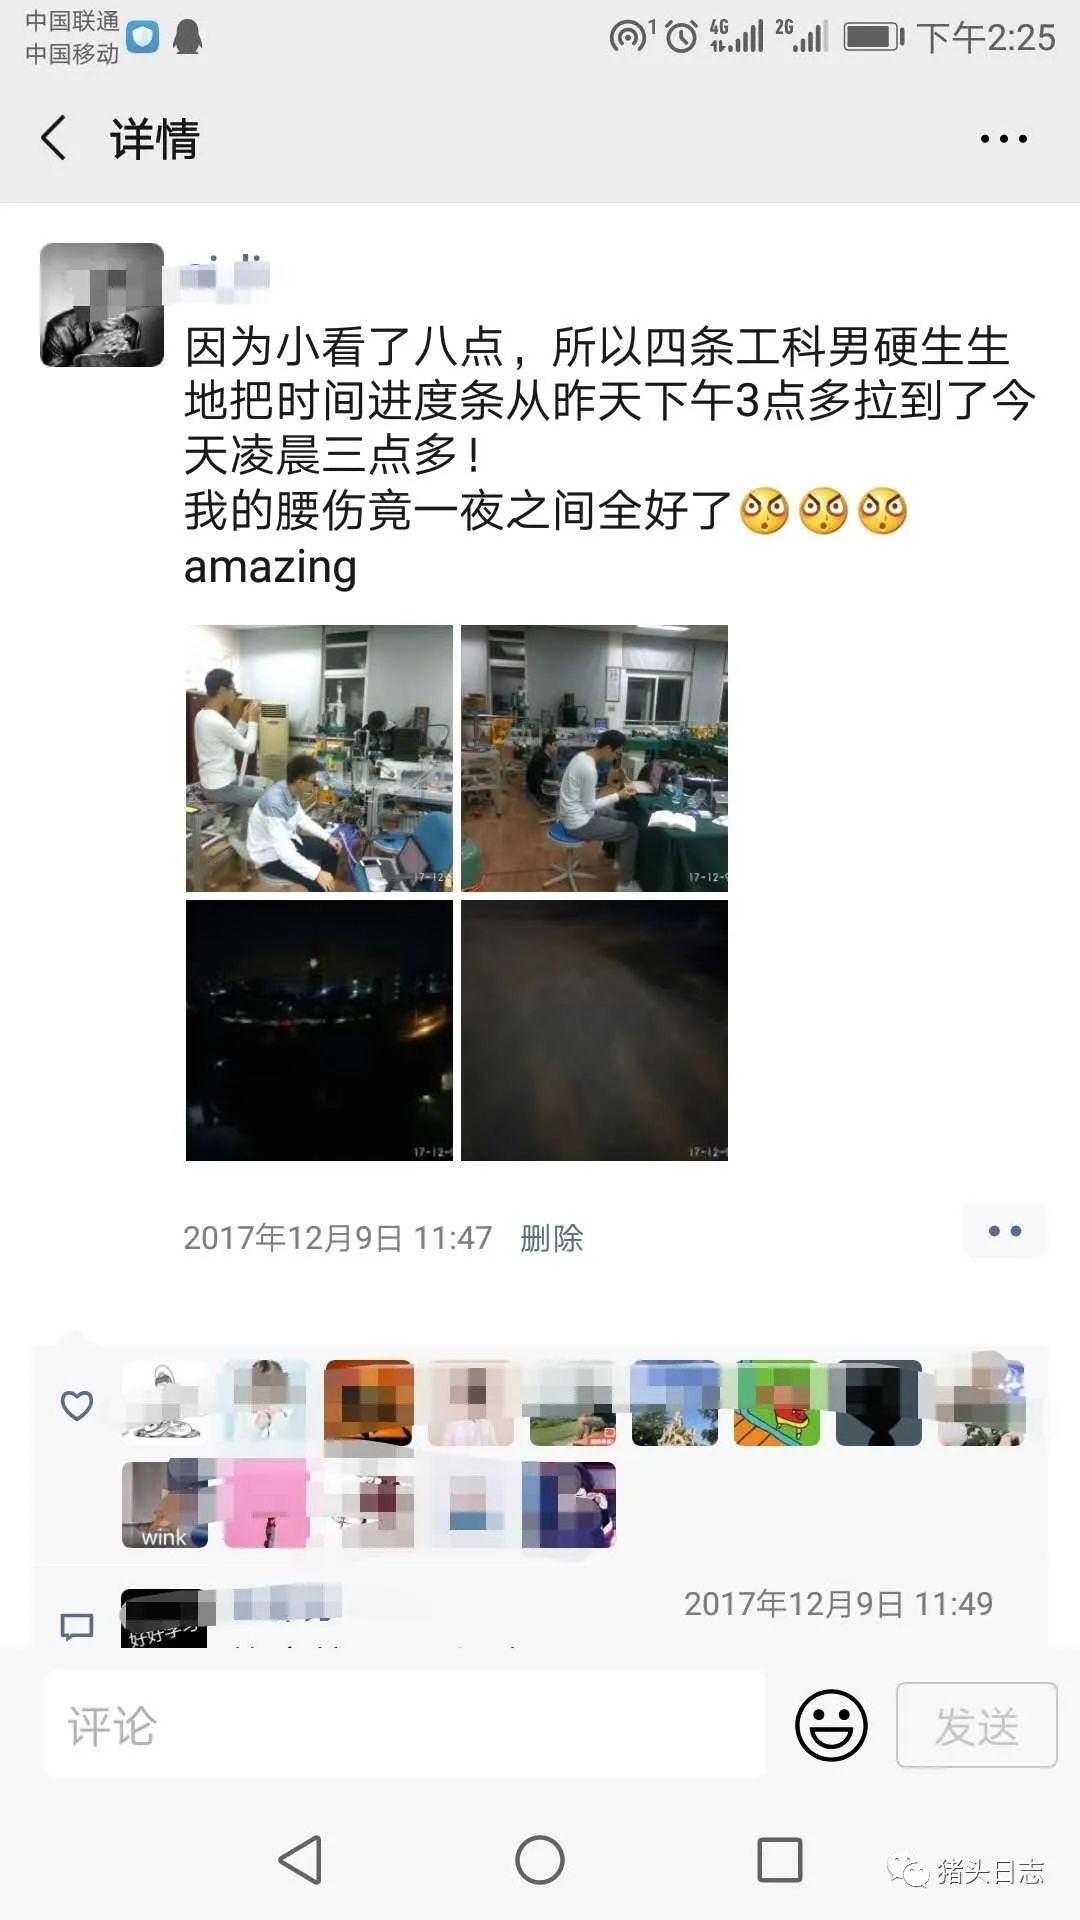 中国联通
中国移动
1
4G
2G
下午2:25
详情
因为小看了八点，所以四条工科男硬生生
地把时间进度条从昨天下午3点多拉到了今
天凌晨三点多！
我的腰伤竟一夜之间全好了
amazing
17-12
17-12-9
17-12-9
17-12-9
2017年12月9日 11:47 删除
wink
2017年12月9日 11:49
好好学习
评论
发送
猪头日志